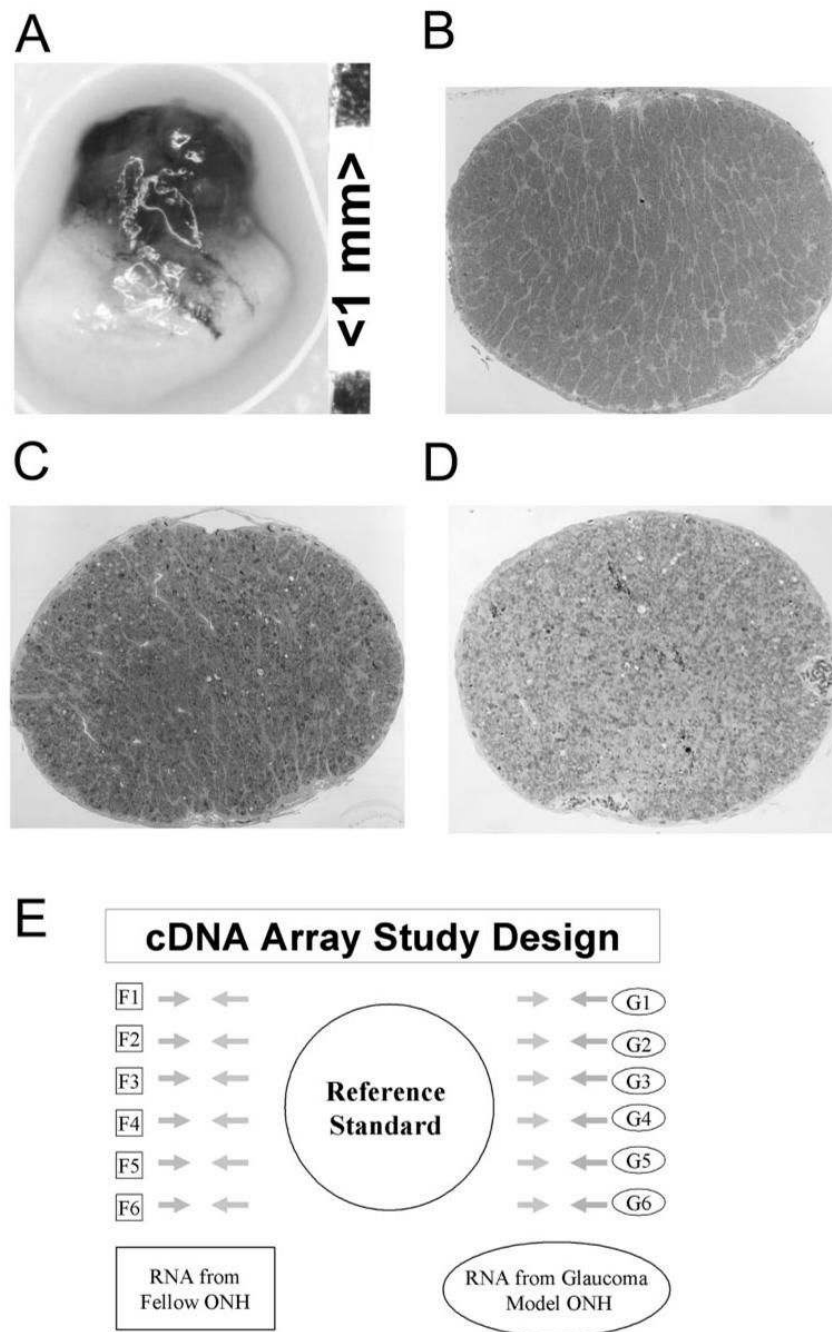 A
B
<1 mm>
C
D
E
cDNA Array Study Design
F1
G1
F2
G2
F3
G3
F4
G4
F5
G5
F6
G6
Reference
Standard
RNA from
Fellow ONH
RNA from Glaucoma
Model ONH